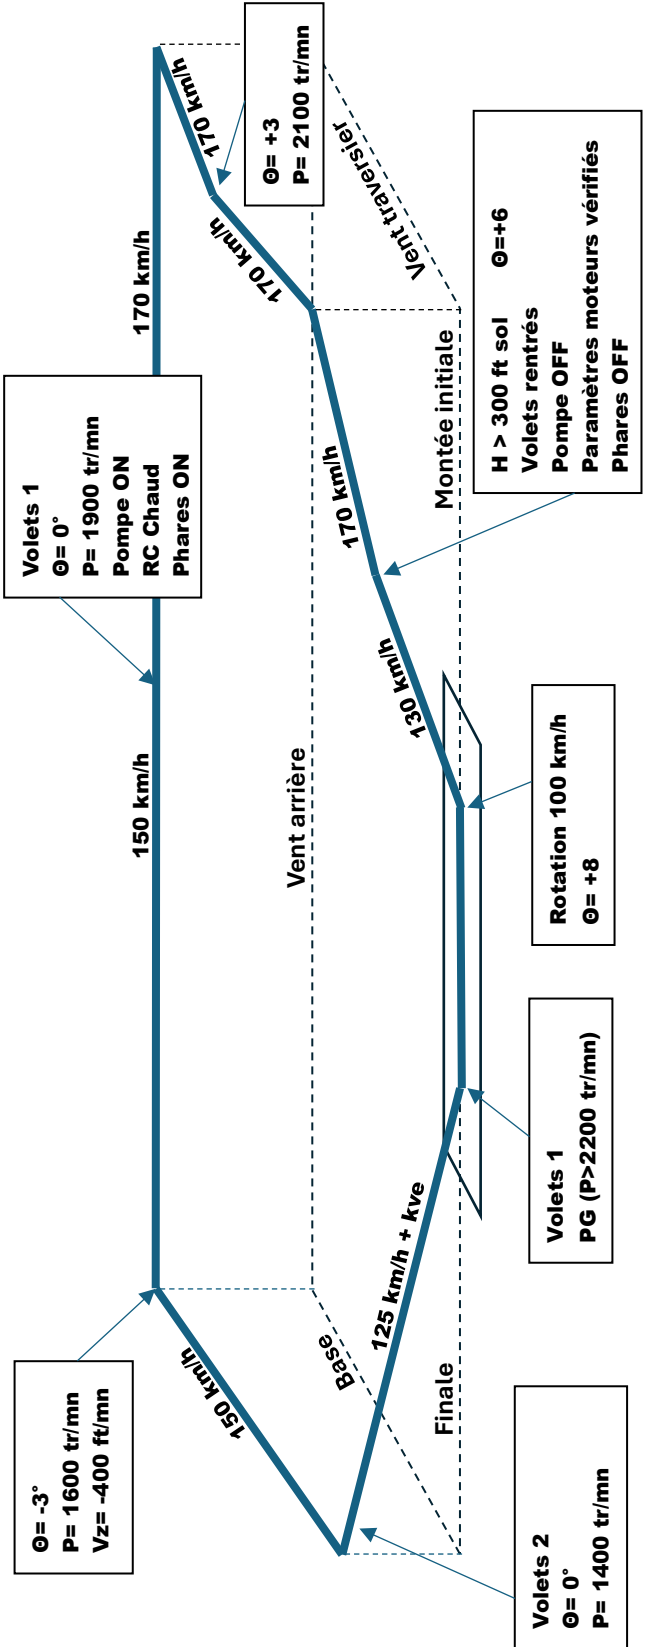 Θ= -3°
P= 1600 tr/mn
Vz= -400 ft/mn
Volets 1
Θ= 0°
P= 1900 tr/mn
Pompe ON
RC Chaud
Phares ON
150 km/h
170 km/h
170 km/h
Θ= +3
P= 2100 tr/mn
170 km/h
150 km/h
Base
Vent arrière
Vent traversier
170 km/h
130 km/h
125 km/h + kve
Finale
Montée initiale
H > 300 ft sol Θ=+6
Volets rentrés
Pompe OFF
Paramètres moteurs vérifiés
Phares OFF
Volets 2
Θ= 0°
P= 1400 tr/mn
Volets 1
PG (P>2200 tr/mn)
Rotation 100 km/h
Θ= +8